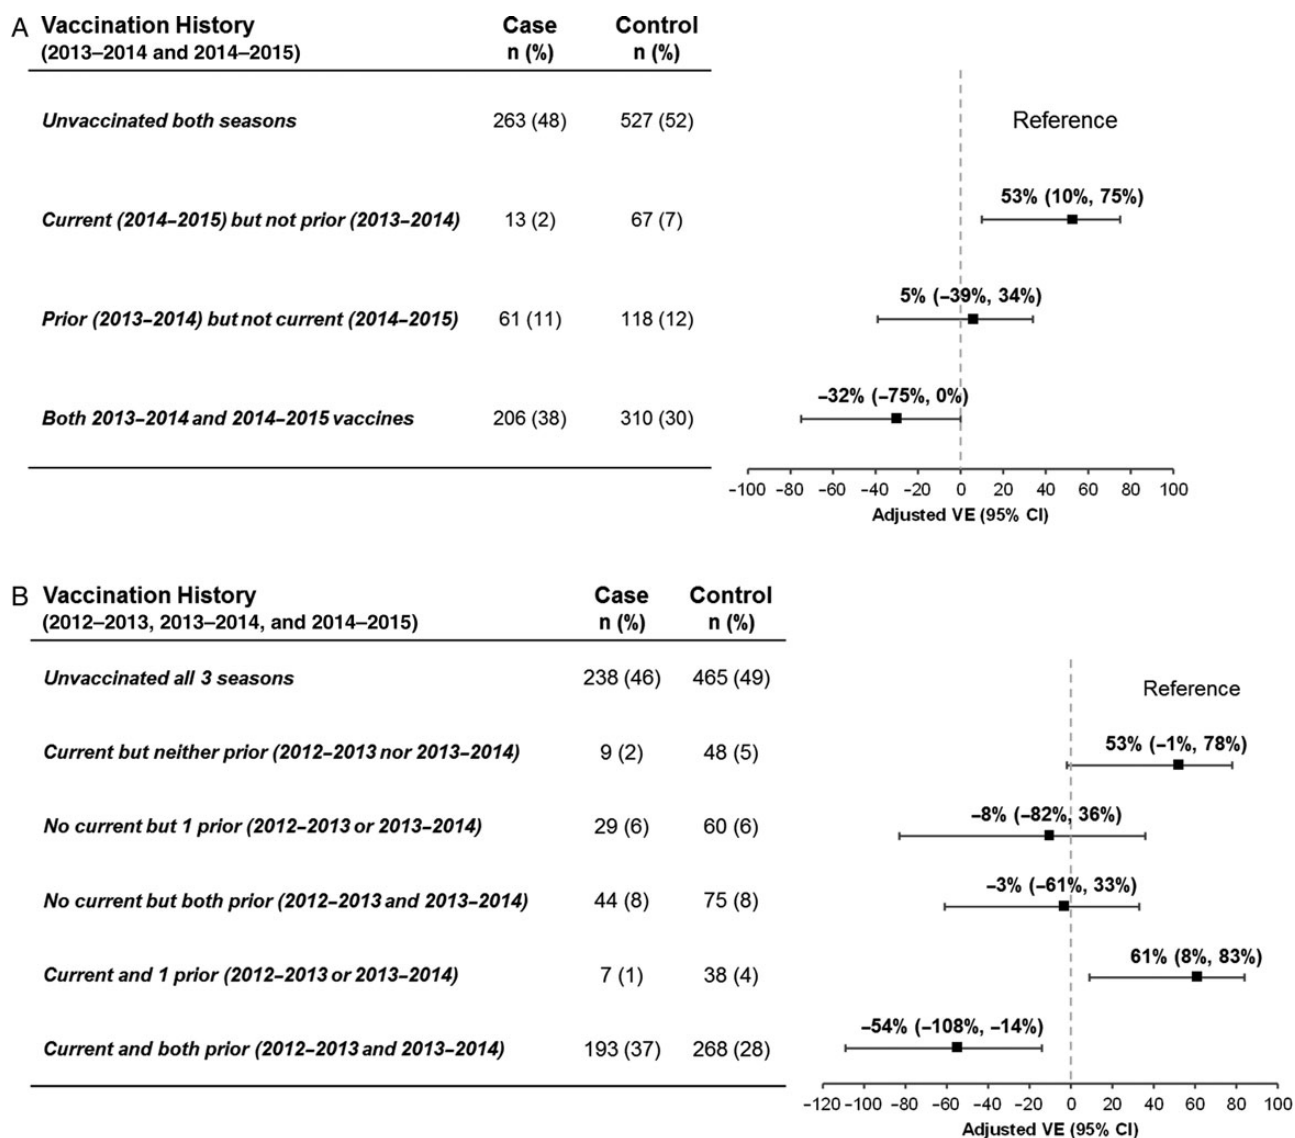 A Vaccination History Case Control
(2013–2014 and 2014–2015) n (%) n (%)
Unvaccinated both seasons 263 (48) 527 (52) Reference
53% (10%, 75%)
Current (2014–2015) but not prior (2013–2014) 13 (2) 67 (7)
5% (–39%, 34%)
Prior (2013–2014) but not current (2014–2015) 61 (11) 118 (12)
–32% (–75%, 0%)
Both 2013–2014 and 2014–2015 vaccines 206 (38) 310 (30)
–100 –80 –60 –40 –20 0 20 40 60 80 100
Adjusted VE (95% CI)
B Vaccination History Case Control
(2012–2013, 2013–2014, and 2014–2015) n (%) n (%)
Unvaccinated all 3 seasons 238 (46) 465 (49) Reference
53% (–1%, 78%)
Current but neither prior (2012–2013 nor 2013–2014) 9 (2) 48 (5)
–8% (–82%, 36%)
No current but 1 prior (2012–2013 or 2013–2014) 29 (6) 60 (6)
–3% (–61%, 33%)
No current but both prior (2012–2013 and 2013–2014) 44 (8) 75 (8)
61% (8%, 83%)
Current and 1 prior (2012–2013 or 2013–2014) 7 (1) 38 (4)
–54% (–108%, –14%)
Current and both prior (2012–2013 and 2013–2014) 193 (37) 268 (28)
–120 –100 –80 –60 –40 –20 0 20 40 60 80 100
Adjusted VE (95% CI)